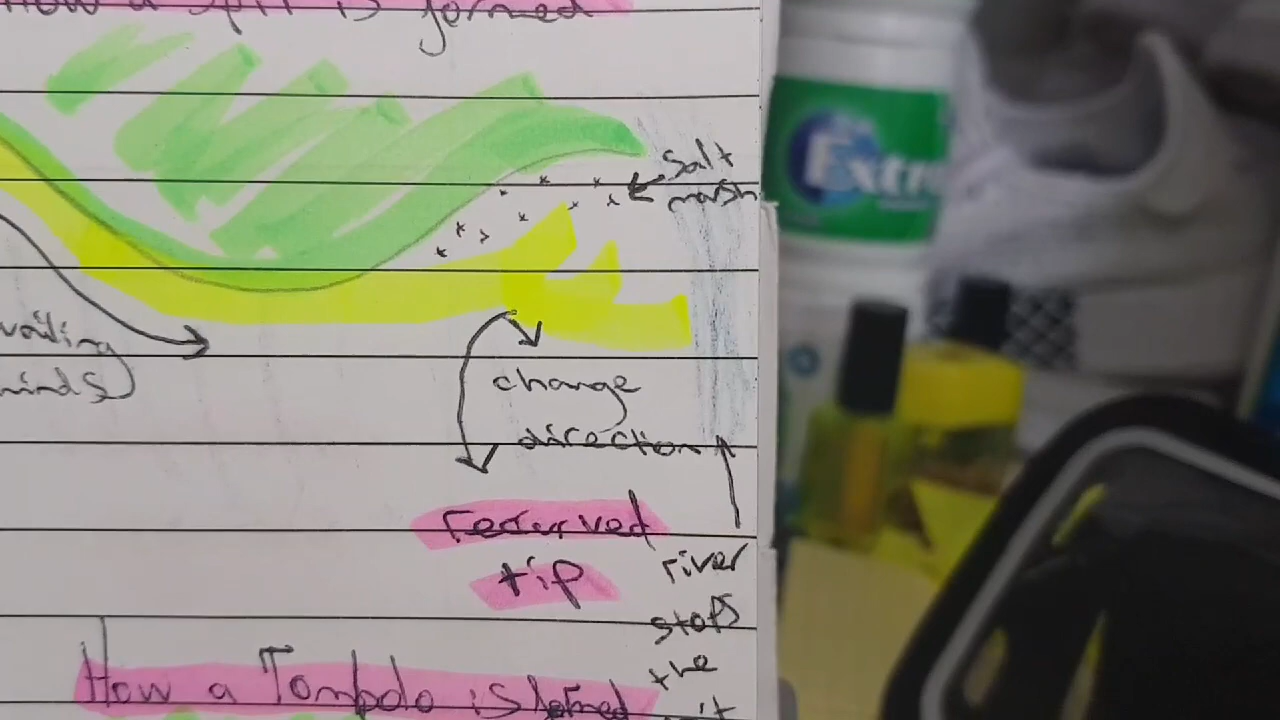 How a spit is formed
Salt
marsh
vailing
winds
change
direction
recurved
tip
river
stops
the
it
How a Tombolo is formed
Extra